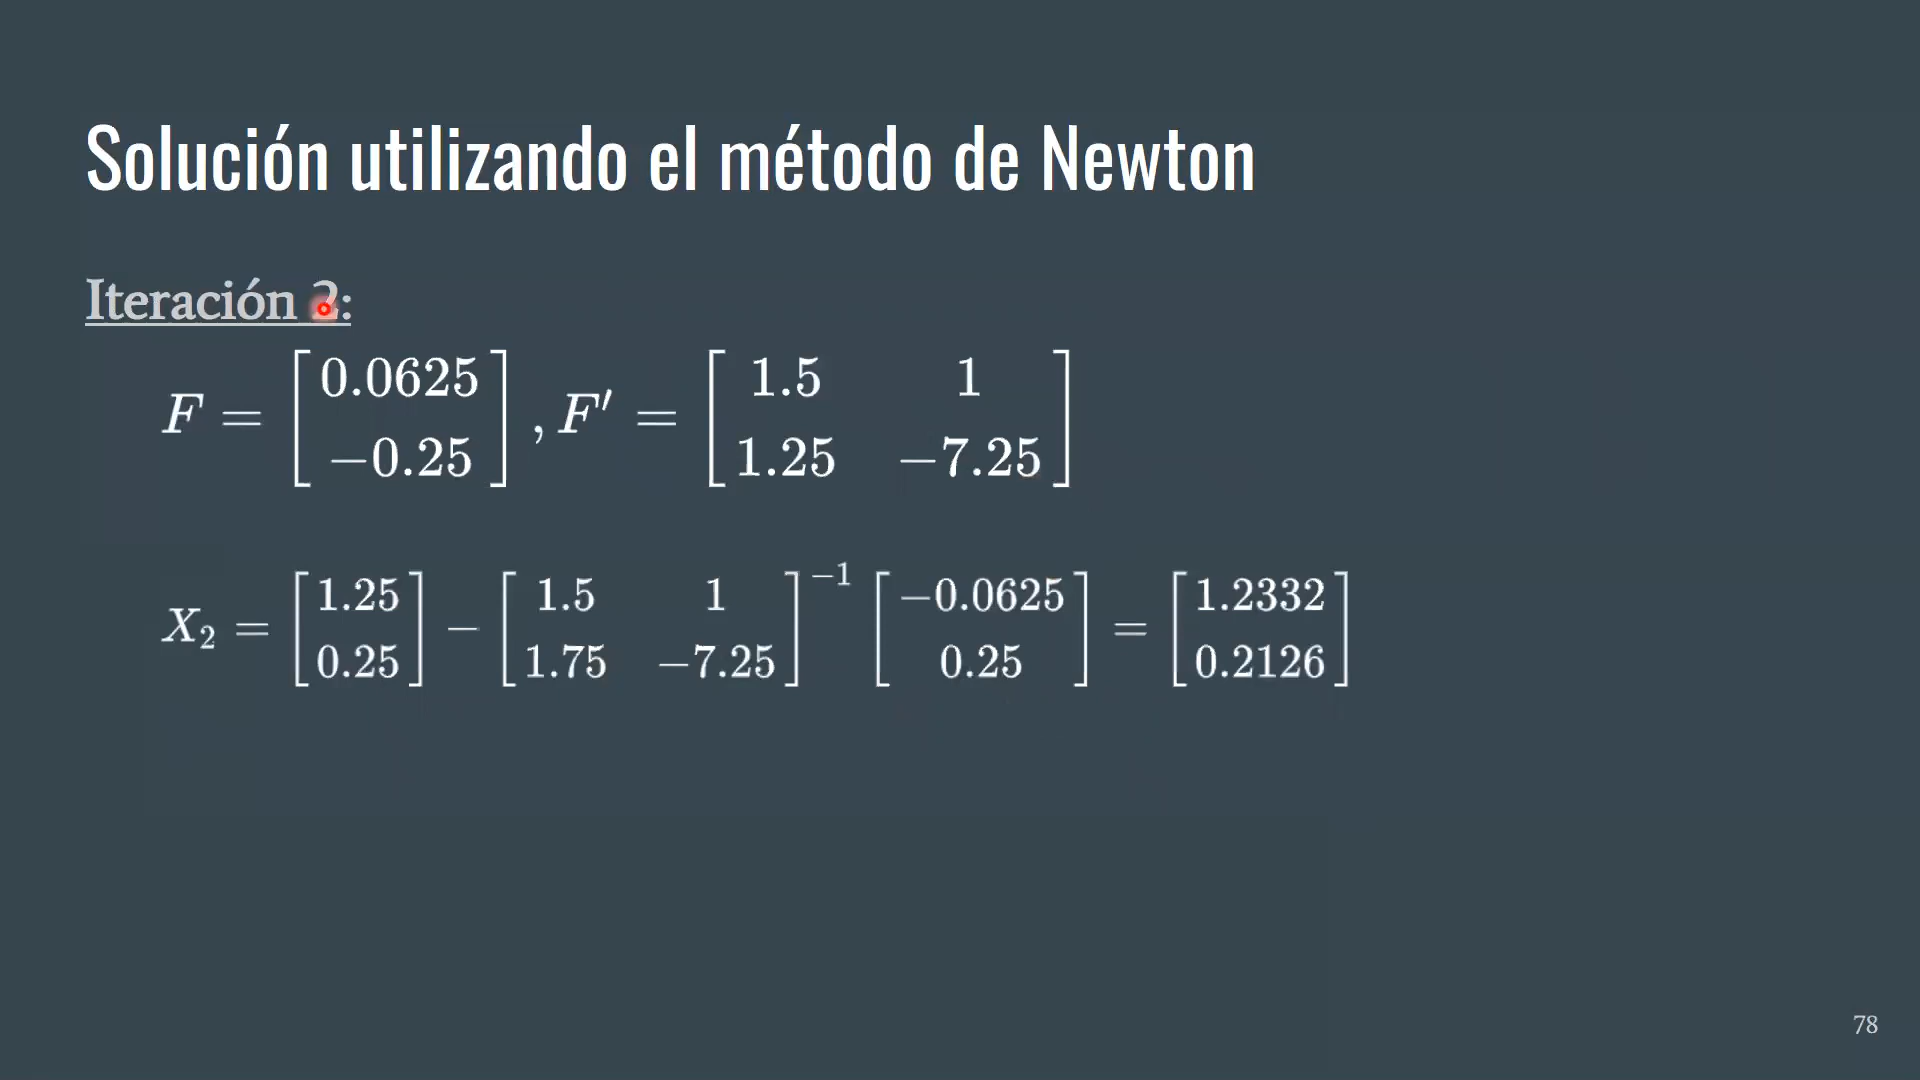 Solución utilizando el método de Newton
Iteración 2:
F = [0.0625 −0.25], F′ = [1.5 1 1.25 −7.25]
X₂ = [1.25 0.25] − [1.5 1 1.75 −7.25]⁻¹ [−0.0625 0.25] = [1.2332 0.2126]
78